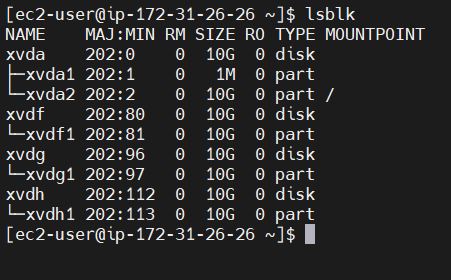 [ec2-user@ip-172-31-26-26 ~]$ lsblk
NAME    MAJ:MIN RM SIZE RO TYPE MOUNTPOINT
xvda    202:0    0  10G  0 disk
├─xvda1 202:1    0   1M  0 part
└─xvda2 202:2    0  10G  0 part /
xvdf    202:80   0  10G  0 disk
└─xvdf1 202:81   0  10G  0 part
xvdg    202:96   0  10G  0 disk
└─xvdg1 202:97   0  10G  0 part
xvdh    202:112  0  10G  0 disk
└─xvdh1 202:113  0  10G  0 part
[ec2-user@ip-172-31-26-26 ~]$